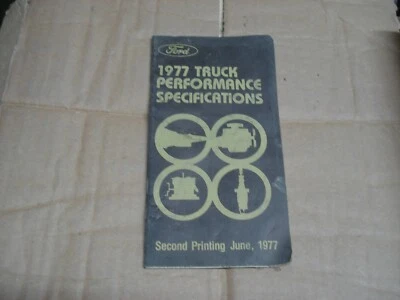 Ford
1977 TRUCK
PERFORMANCE
SPECIFICATIONS
Second Printing June, 1977